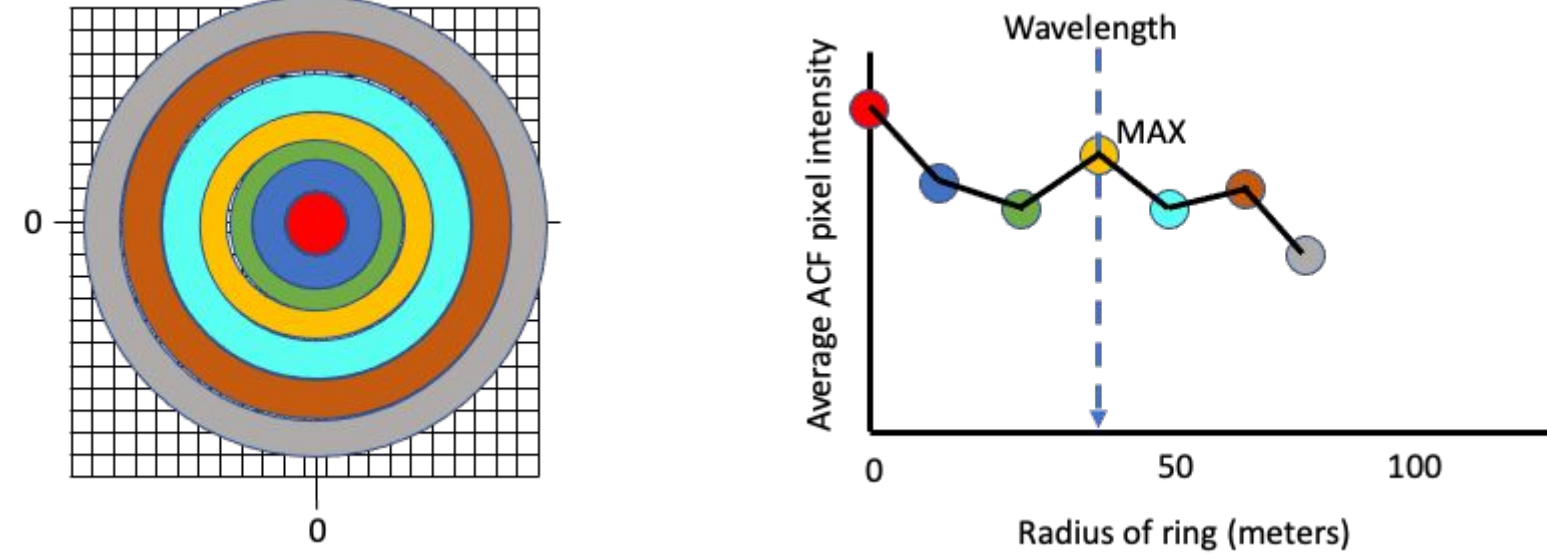 0
0
Wavelength
MAX
Average ACF pixel intensity
0 50 100
Radius of ring (meters)